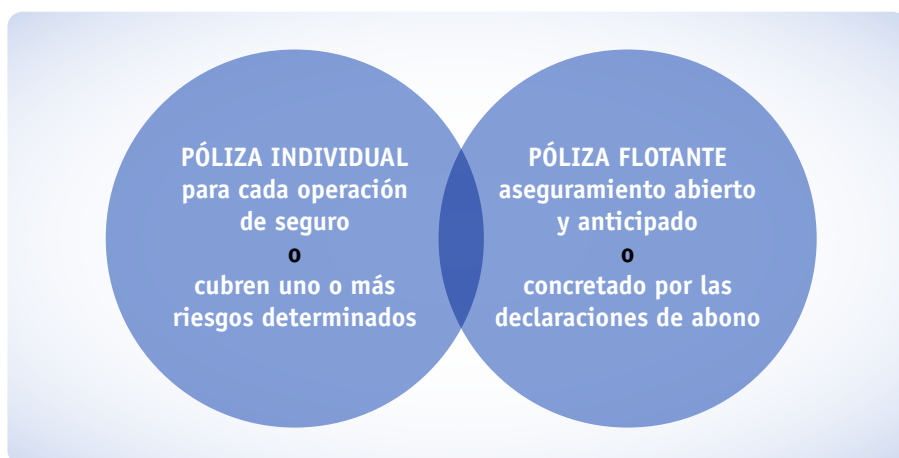 PÓLIZA INDIVIDUAL
para cada operación
de seguro
o
cubren uno o más
riesgos determinados
PÓLIZA FLOTANTE
aseguramiento abierto
y anticipado
o
concretado por las
declaraciones de abono